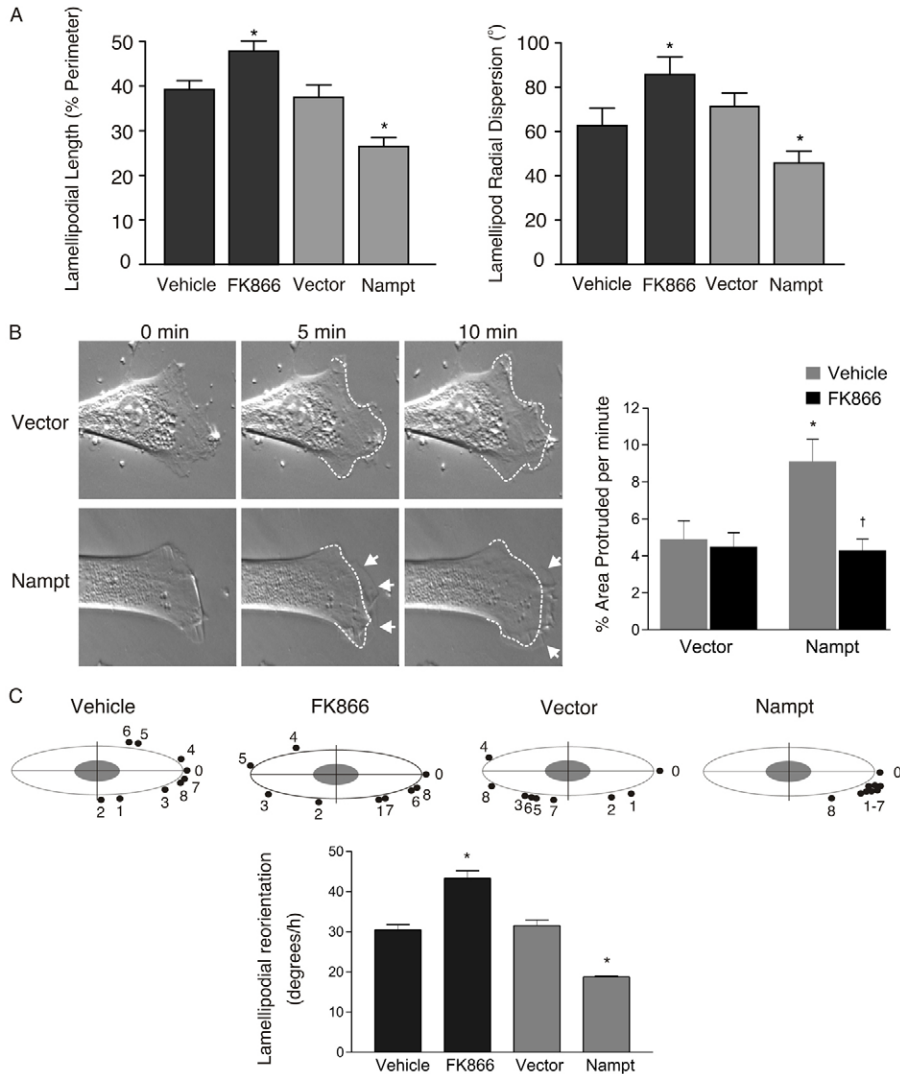 A
Lamellipodial Length (% Perimeter)
50
40
30
20
10
0
Vehicle FK866 Vector Nampt
* *
Lamellipod Radial Dispersion (°)
100
80
60
40
20
0
Vehicle FK866 Vector Nampt
* *
B
0 min 5 min 10 min
Vector
Nampt
Vehicle
FK866
% Area Protruded per minute
12
10
8
6
4
2
0
* †
Vector Nampt
C
Vehicle
6 5 4 0 7 8 3 1 2
FK866
4 5 0 8 6 17 2 3
Vector
4 0 8 3 6 5 7 2 1
Nampt
0 1-7 8
Lamellipodial reorientation
(degrees/h)
50
40
30
20
10
0
* *
Vehicle FK866 Vector Nampt